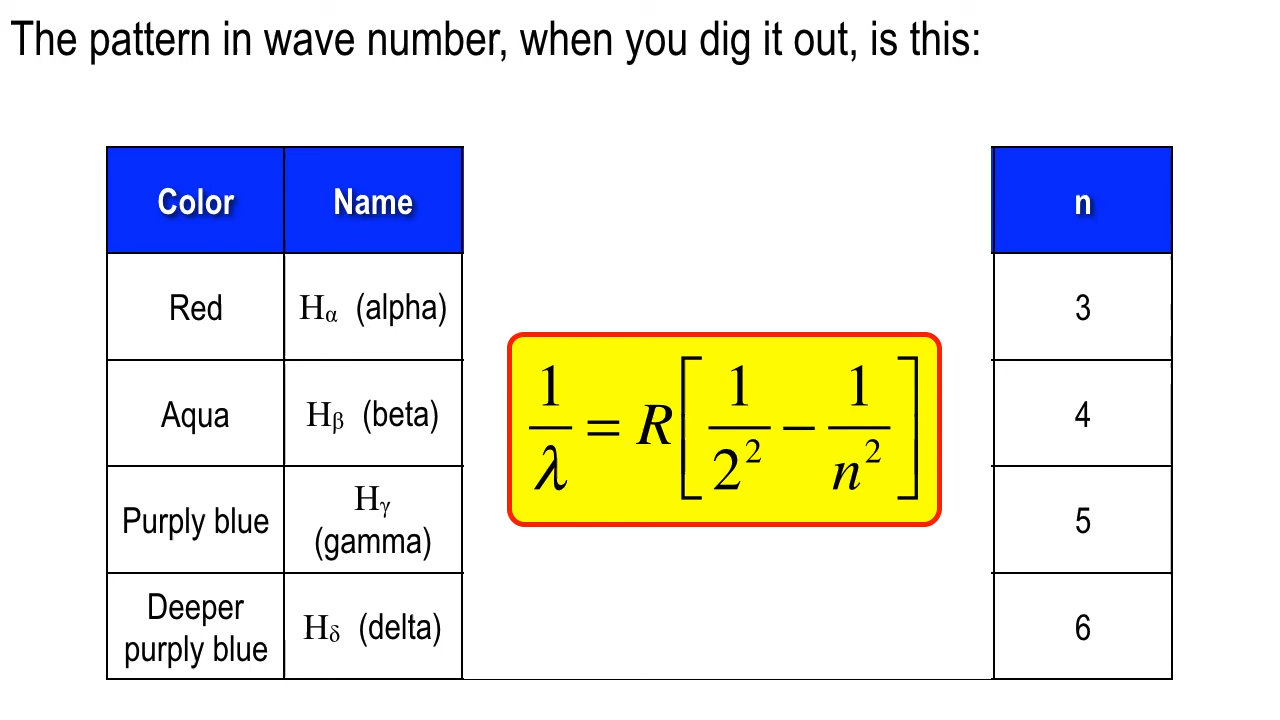 The pattern in wave number, when you dig it out, is this:
Color Name n
Red Hα (alpha) 3
Aqua Hβ (beta) 4
Purply blue Hγ (gamma) 5
Deeper purply blue Hδ (delta) 6
1/λ = R[1/2² − 1/n²]